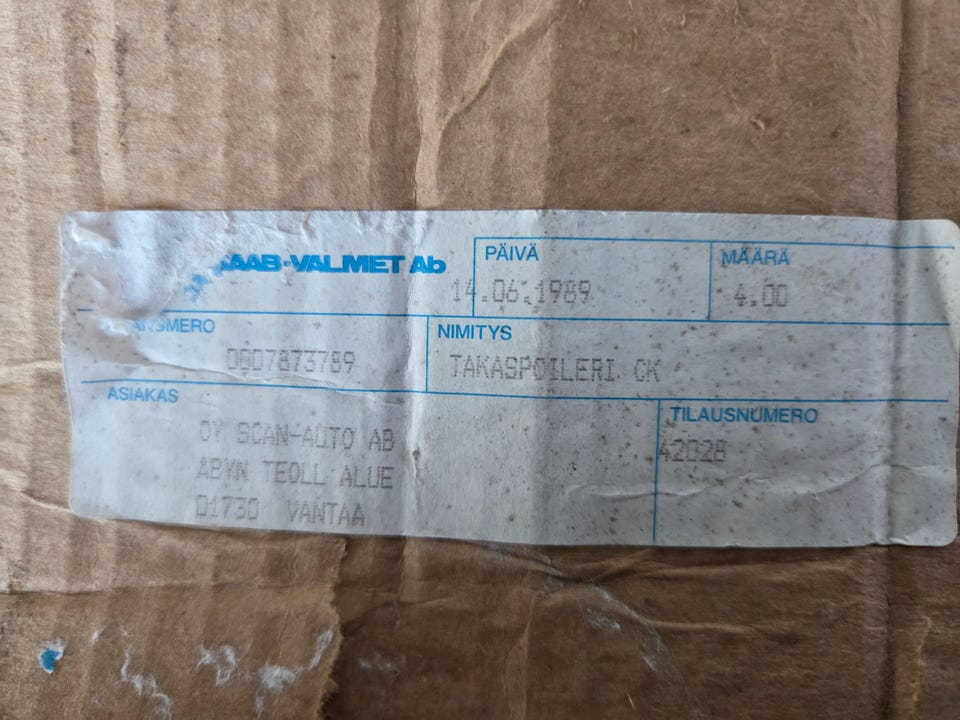 SAAB-VALMET Ab
PÄIVÄ
14.06.1989
MÄÄRÄ
4.00
0007873789
NIMITYS
TAKASPOILERI CK
ASIAKAS
OY SCAN-AUTO AB
ABYN TEOLL ALUE
01730 VANTAA
TILAUSNUMERO
42028